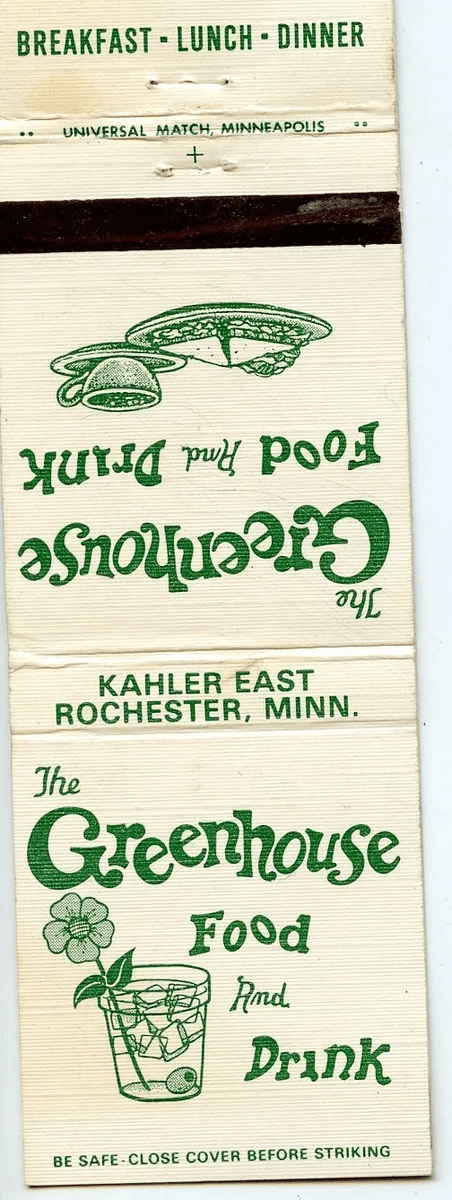 BREAKFAST - LUNCH - DINNER
UNIVERSAL MATCH, MINNEAPOLIS
The
Greenhouse
Food And Drink
KAHLER EAST
ROCHESTER, MINN.
The
Greenhouse
Food
And
Drink
BE SAFE-CLOSE COVER BEFORE STRIKING